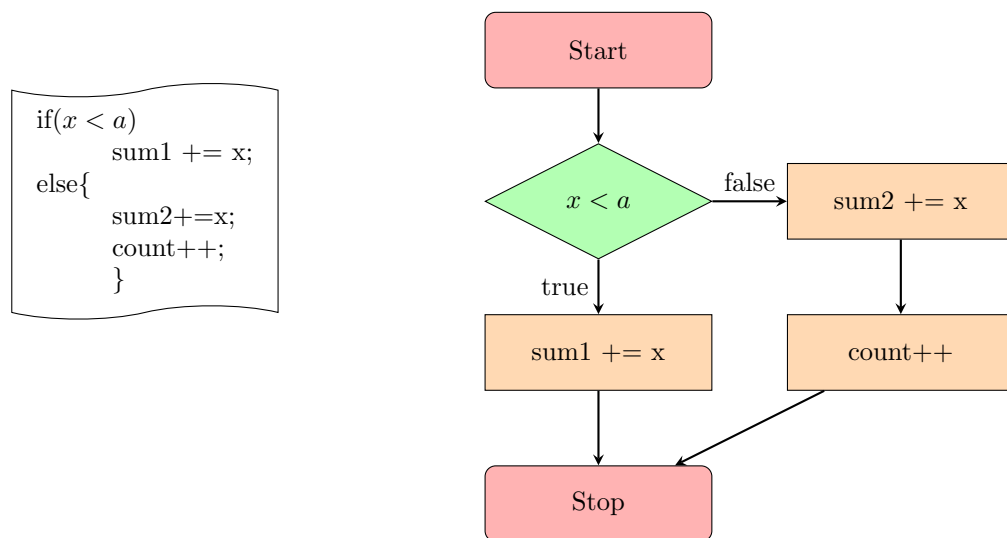 if(x < a)
sum1 += x;
else{
sum2+=x;
count++;
}
Start
x < a
false
sum2 += x
true
sum1 += x
count++
Stop